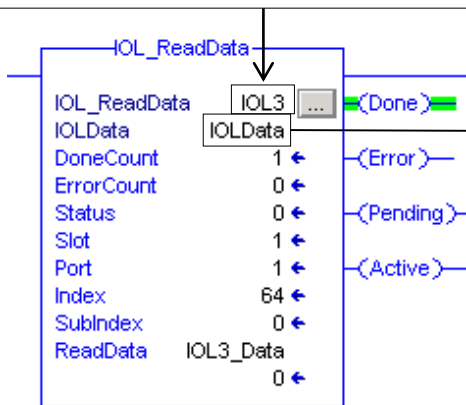 IOL_ReadData
IOL_ReadData IOL3 ... (Done)
IOLData IOLData
DoneCount 1 (Error)
ErrorCount 0
Status 0 (Pending)
Slot 1
Port 1 (Active)
Index 64
SubIndex 0
ReadData IOL3_Data
0